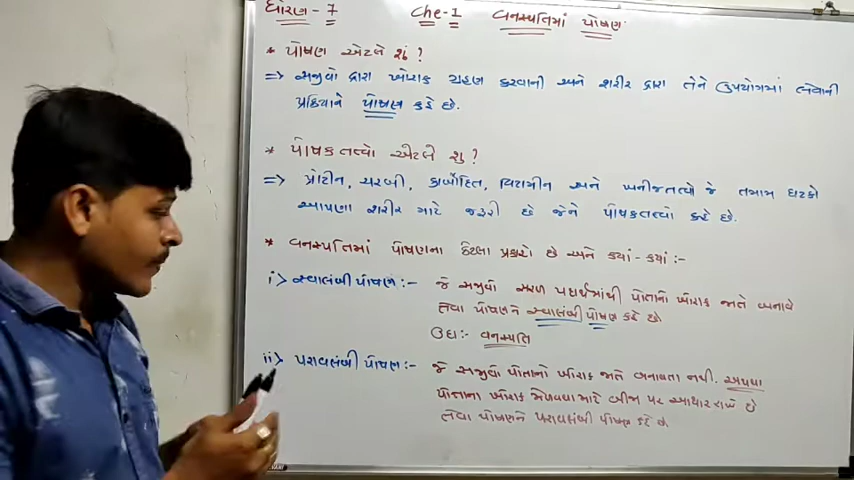 ધોરણ - 7 Che-1 વનસ્પતિમાં પોષણ
* પોષણ એટલે શું ?
=> સજીવો દ્વારા ખોરાક ગ્રહણ કરવાની અને શરીર દ્વારા તેને ઉપયોગમાં લેવાની
પ્રક્રિયાને પોષણ કહે છે.
* પોષકતત્વો એટલે શુ ?
=> પ્રોટીન, ચરબી, કાર્બોદિત, વિટામીન અને ખનીજતત્વો જે તમામ ઘટકો
આપણા શરીર માટે જરૂરી છે જેને પોષકતત્વો કહે છે.
* વનસ્પતિમાં પોષણના કેટલા પ્રકારો છે અને કયાં - કયાં :-
i> સ્વાલંબી પોષણ :- જે સજીવો સરળ પદાર્થમાંથી પોતાનો ખોરાક જાતે બનાવે
તેવા પોષણને સ્વાલંબી પોષણ કહે છે
ઉદા:- વનસ્પતિ
ii> પરાવલંબી પોષણ :- જે સજીવો પોતાનો ખોરાક જાતે બનાવતા નથી. અથવા
પોતાના ખોરાક મેળવવા માટે બીજા પર આધાર રાખે છે
તેવા પોષણને પરાવલંબી પોષણ કહે છે.